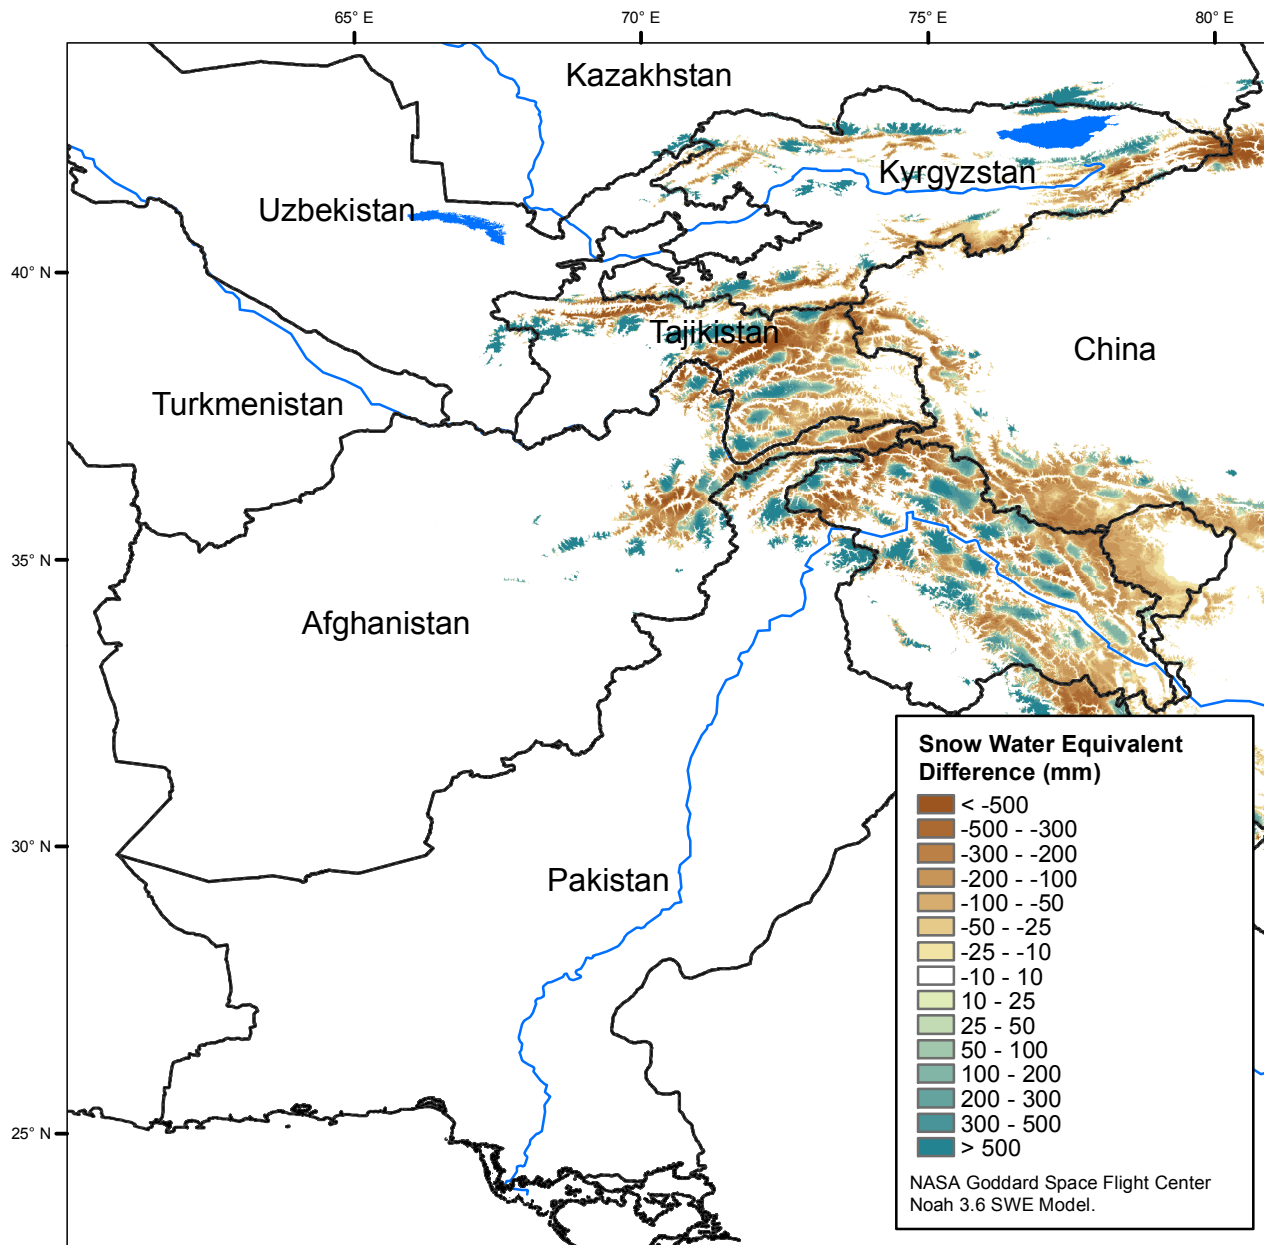 65° E
70° E
75° E
80° E
Kazakhstan
Kyrgyzstan
Uzbekistan
40° N
Tajikistan
China
Turkmenistan
35° N
Afghanistan
30° N
Pakistan
25° N
Snow Water Equivalent
Difference (mm)
< -500
-500 - -300
-300 - -200
-200 - -100
-100 - -50
-50 - -25
-25 - -10
-10 - 10
10 - 25
25 - 50
50 - 100
100 - 200
200 - 300
300 - 500
> 500
NASA Goddard Space Flight Center
Noah 3.6 SWE Model.